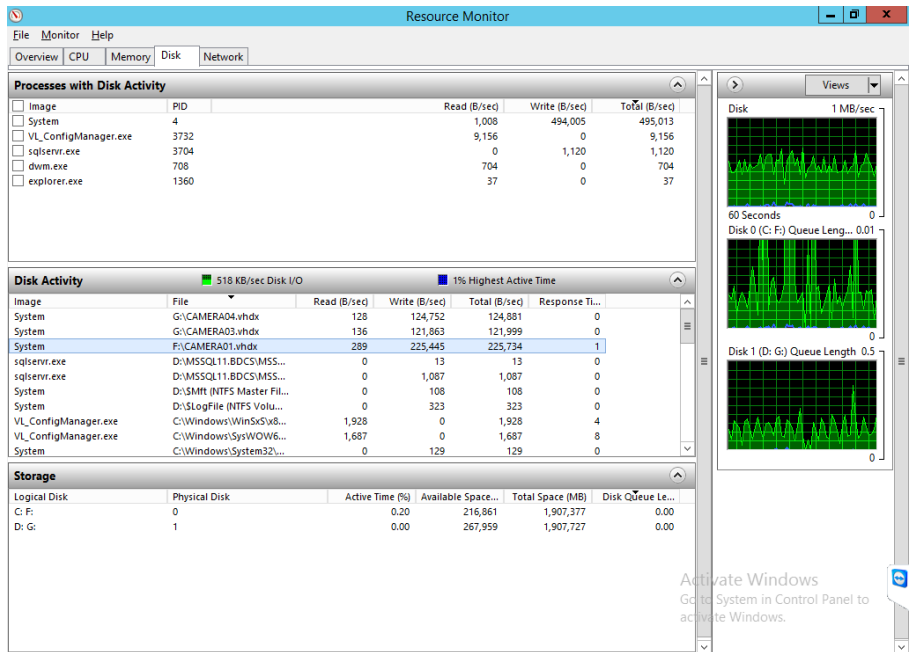 Resource Monitor
File Monitor Help
Overview CPU Memory Disk Network
Processes with Disk Activity
Image PID Read (B/sec) Write (B/sec) Total (B/sec)
System 4 1,008 494,005 495,013
VL_ConfigManager.exe 3732 9,156 0 9,156
sqlservr.exe 3704 0 1,120 1,120
dwm.exe 708 704 0 704
explorer.exe 1360 37 0 37
Disk Activity 518 KB/sec Disk I/O 1% Highest Active Time
Image File Read (B/sec) Write (B/sec) Total (B/sec) Response Ti...
System G:\CAMERA04.vhdx 128 124,752 124,881 0
System G:\CAMERA03.vhdx 136 121,863 121,999 0
System F:\CAMERA01.vhdx 289 225,445 225,734 1
sqlservr.exe D:\MSSQL11.BDCS\MSS... 0 13 13 0
sqlservr.exe D:\MSSQL11.BDCS\MSS... 0 1,087 1,087 0
System D:\$Mft (NTFS Master Fil... 0 108 108 0
System D:\$LogFile (NTFS Volu... 0 323 323 0
VL_ConfigManager.exe C:\Windows\WinSxS\x8... 1,928 0 1,928 4
VL_ConfigManager.exe C:\Windows\SysWOW6... 1,687 0 1,687 8
System C:\Windows\System32\... 0 129 129 0
Storage
Logical Disk Physical Disk Active Time (%) Available Space... Total Space (MB) Disk Queue Le...
C: F: 0 0.20 216,861 1,907,377 0.00
D: G: 1 0.00 267,959 1,907,727 0.00
Views
Disk 1 MB/sec
60 Seconds 0
Disk 0 (C: F:) Queue Leng... 0.01
0
Disk 1 (D: G:) Queue Length 0.5
0
Activate Windows
Go to System in Control Panel to
activate Windows.